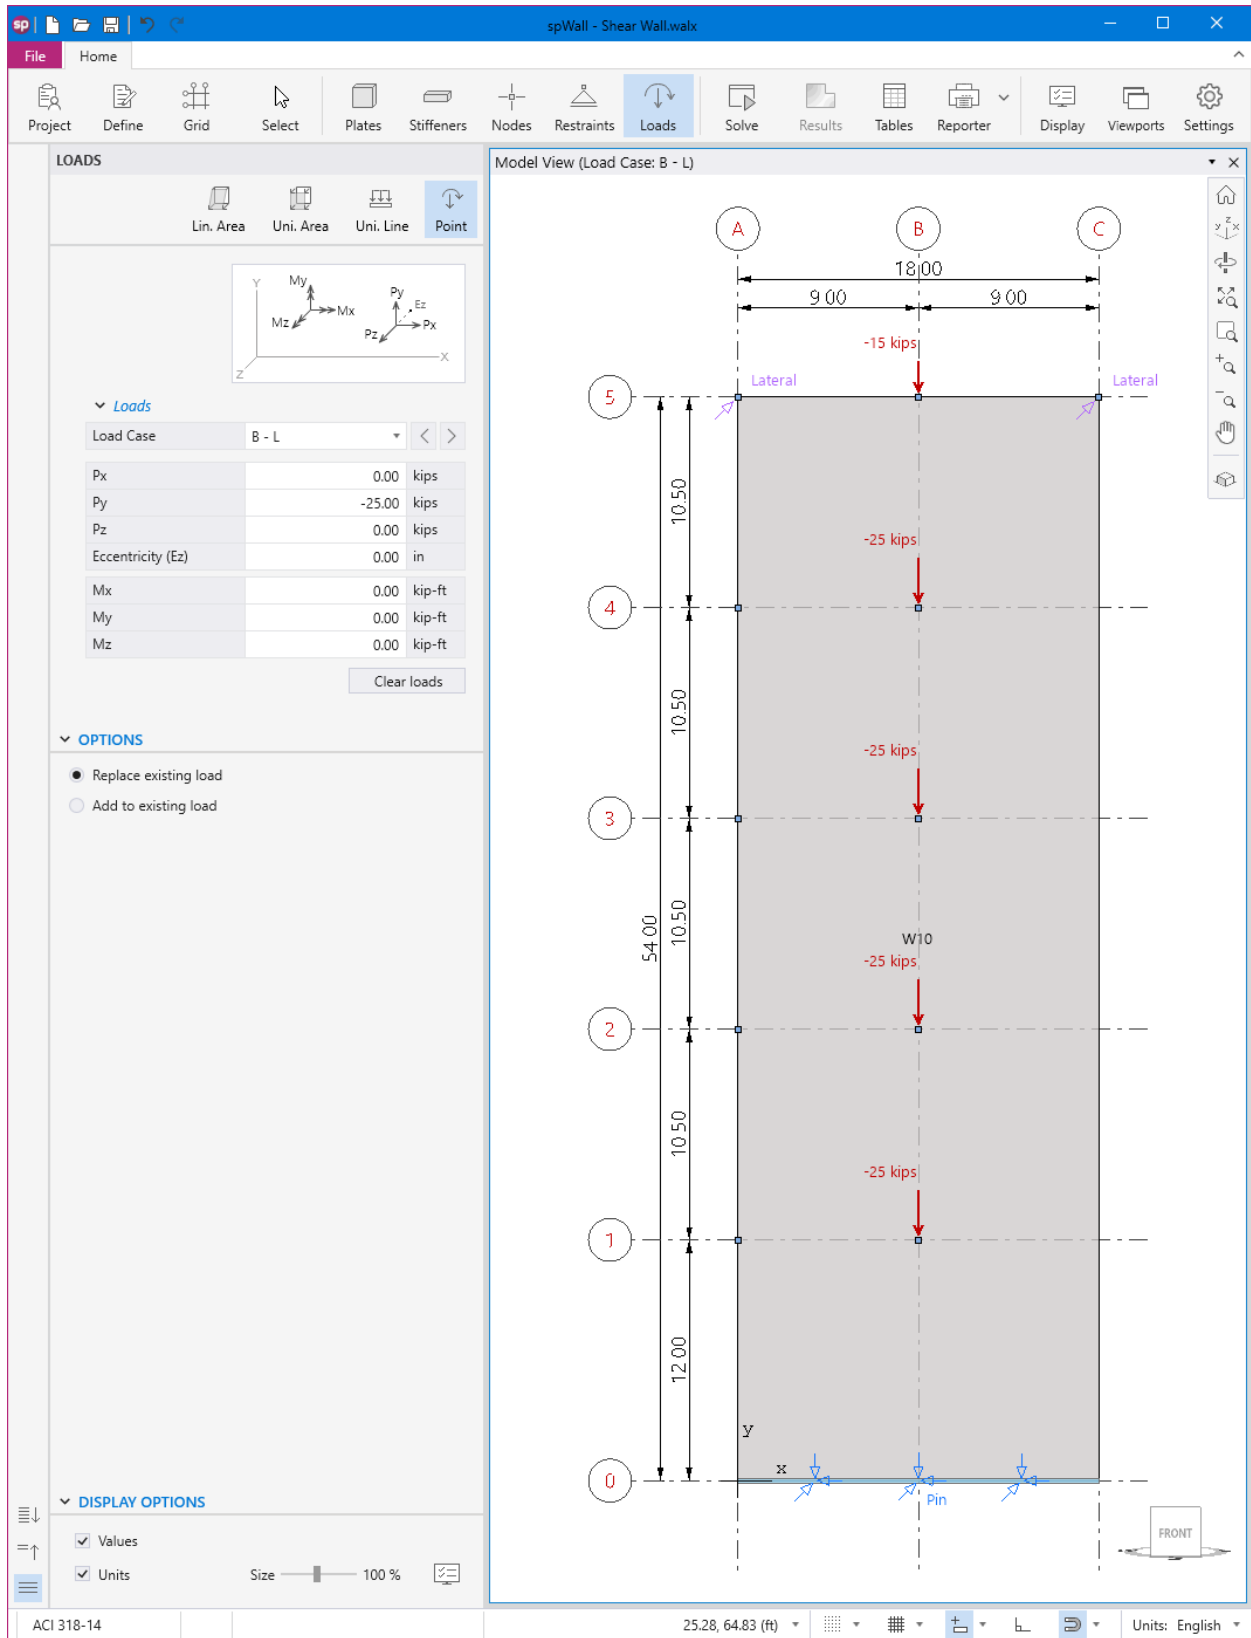 sp
spWall - Shear Wall.walx
File
Home
Project
Define
Grid
Select
Plates
Stiffeners
Nodes
Restraints
Loads
Solve
Results
Tables
Reporter
Display
Viewports
Settings
LOADS
Lin. Area
Uni. Area
Uni. Line
Point
Y
My
Mx
Mz
Py
Ez
Px
Pz
X
Z
Loads
Load Case B - L
Px 0.00 kips
Py -25.00 kips
Pz 0.00 kips
Eccentricity (Ez) 0.00 in
Mx 0.00 kip-ft
My 0.00 kip-ft
Mz 0.00 kip-ft
Clear loads
OPTIONS
Replace existing load
Add to existing load
DISPLAY OPTIONS
Values
Units
Size 100 %
Model View (Load Case: B - L)
z
y x
A
B
C
18.00
9.00 9.00
-15 kips
Lateral Lateral
5
10.50
-25 kips
4
10.50
-25 kips
3
54.00
10.50
W10
-25 kips
2
10.50
-25 kips
1
12.00
y
x
0
Pin
FRONT
ACI 318-14
25.28, 64.83 (ft)
Units: English